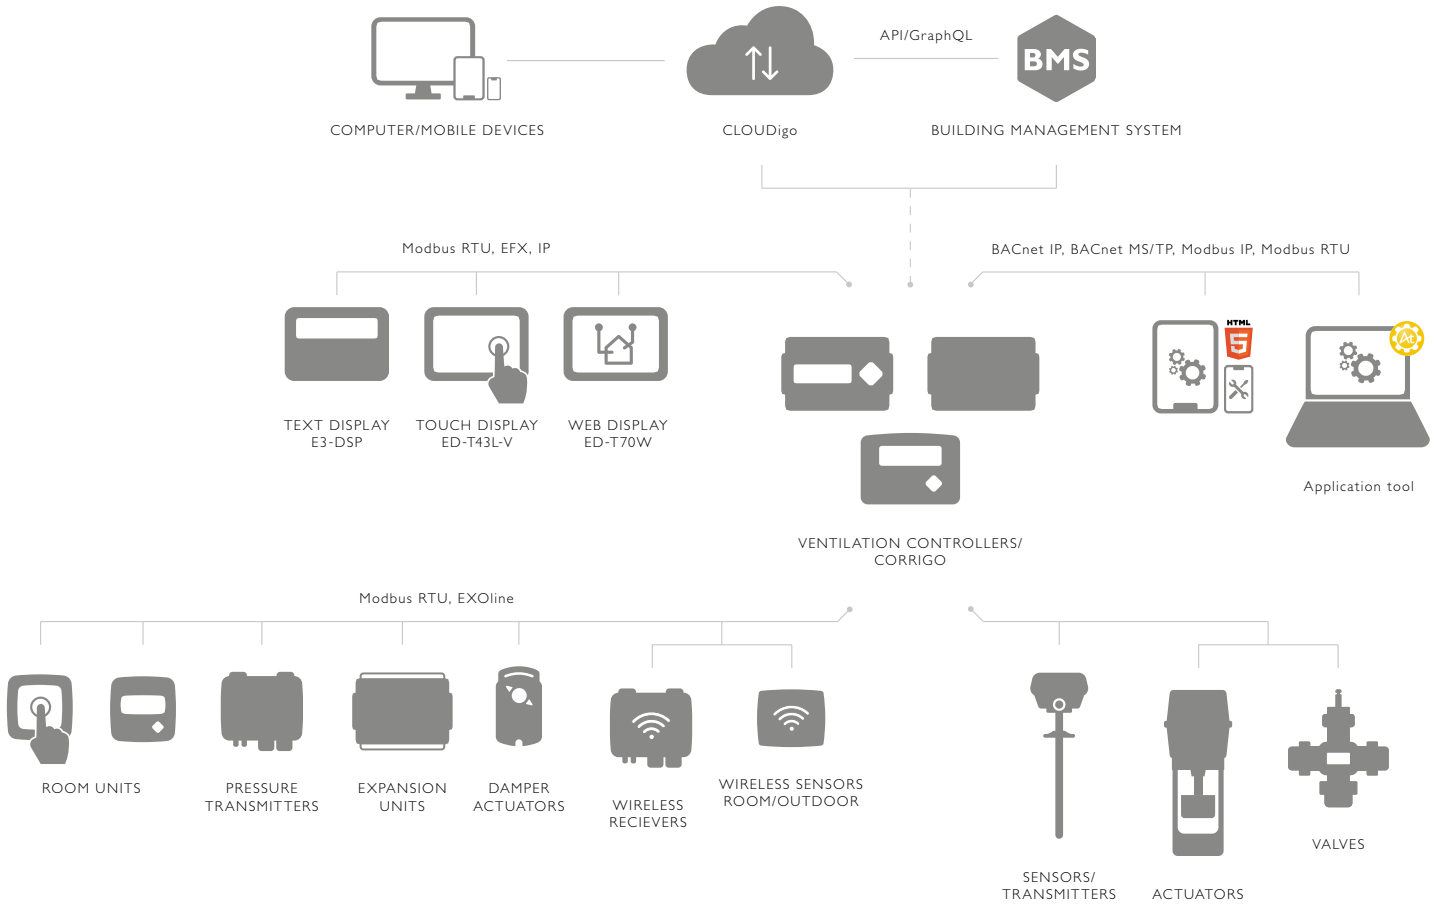 API/GraphQL
BMS
COMPUTER/MOBILE DEVICES
CLOUDigo
BUILDING MANAGEMENT SYSTEM
Modbus RTU, EFX, IP
BACnet IP, BACnet MS/TP, Modbus IP, Modbus RTU
HTML
5
At
TEXT DISPLAY
E3-DSP
TOUCH DISPLAY
ED-T43L-V
WEB DISPLAY
ED-T70W
Application tool
VENTILATION CONTROLLERS/
CORRIGO
Modbus RTU, EXOline
ROOM UNITS
PRESSURE
TRANSMITTERS
EXPANSION
UNITS
DAMPER
ACTUATORS
WIRELESS
RECIEVERS
WIRELESS SENSORS
ROOM/OUTDOOR
SENSORS/
TRANSMITTERS
ACTUATORS
VALVES